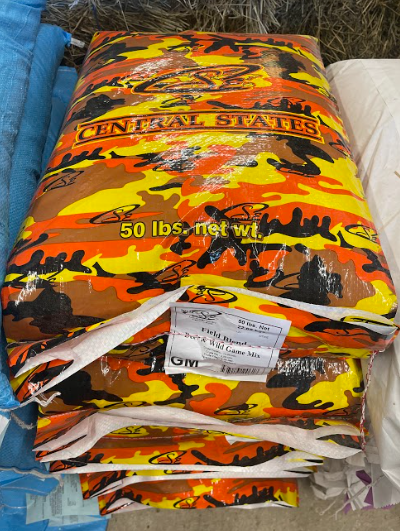 CENTRAL STATES
50 lbs. net wt.
50 lbs. Net
Field Blend
Deer & Wild Game Mix
GM